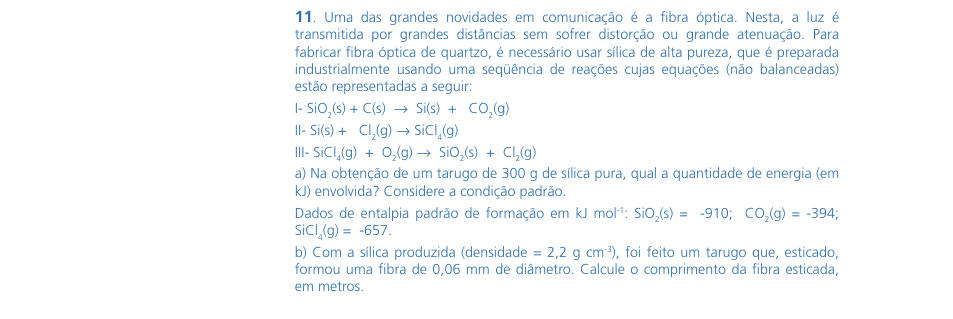 11. Uma das grandes novidades em comunicação é a fibra óptica. Nesta, a luz é
transmitida por grandes distâncias sem sofrer distorção ou grande atenuação. Para
fabricar fibra óptica de quartzo, é necessário usar sílica de alta pureza, que é preparada
industrialmente usando uma seqüência de reações cujas equações (não balanceadas)
estão representadas a seguir:
I- SiO₂(s) + C(s) → Si(s) + CO₂(g)
II- Si(s) + Cl₂(g) → SiCl₄(g)
III- SiCl₄(g) + O₂(g) → SiO₂(s) + Cl₂(g)
a) Na obtenção de um tarugo de 300 g de sílica pura, qual a quantidade de energia (em
kJ) envolvida? Considere a condição padrão.
Dados de entalpia padrão de formação em kJ mol⁻¹: SiO₂(s) = -910; CO₂(g) = -394;
SiCl₄(g) = -657.
b) Com a sílica produzida (densidade = 2,2 g cm⁻³), foi feito um tarugo que, esticado,
formou uma fibra de 0,06 mm de diâmetro. Calcule o comprimento da fibra esticada,
em metros.